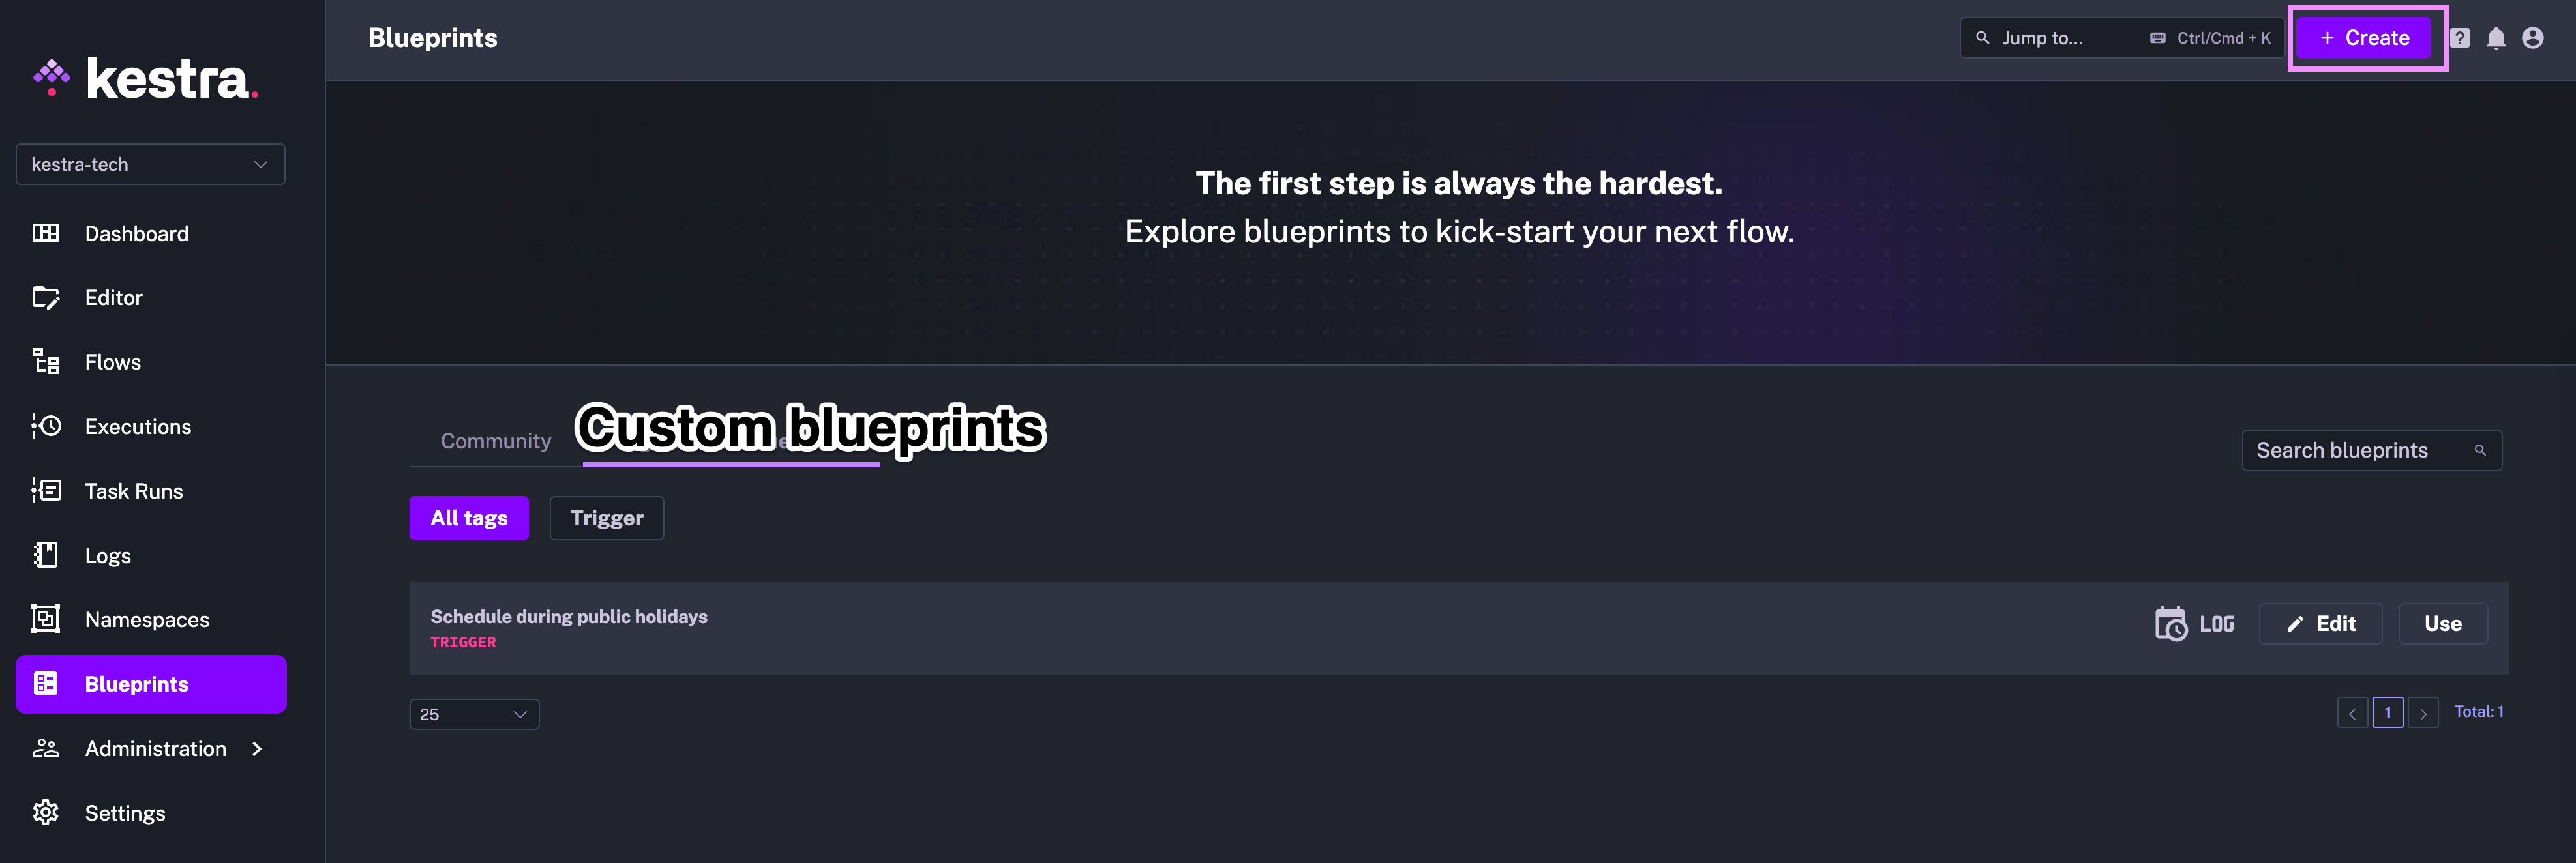 kestra.
kestra-tech
Dashboard
Editor
Flows
Executions
Task Runs
Logs
Namespaces
Blueprints
Administration
Settings
Blueprints
Jump to...
Ctrl/Cmd + K
+ Create
?
The first step is always the hardest.
Explore blueprints to kick-start your next flow.
Community
Custom blueprints
Search blueprints
All tags
Trigger
Schedule during public holidays
TRIGGER
LOG
Edit
Use
25
1
Total: 1